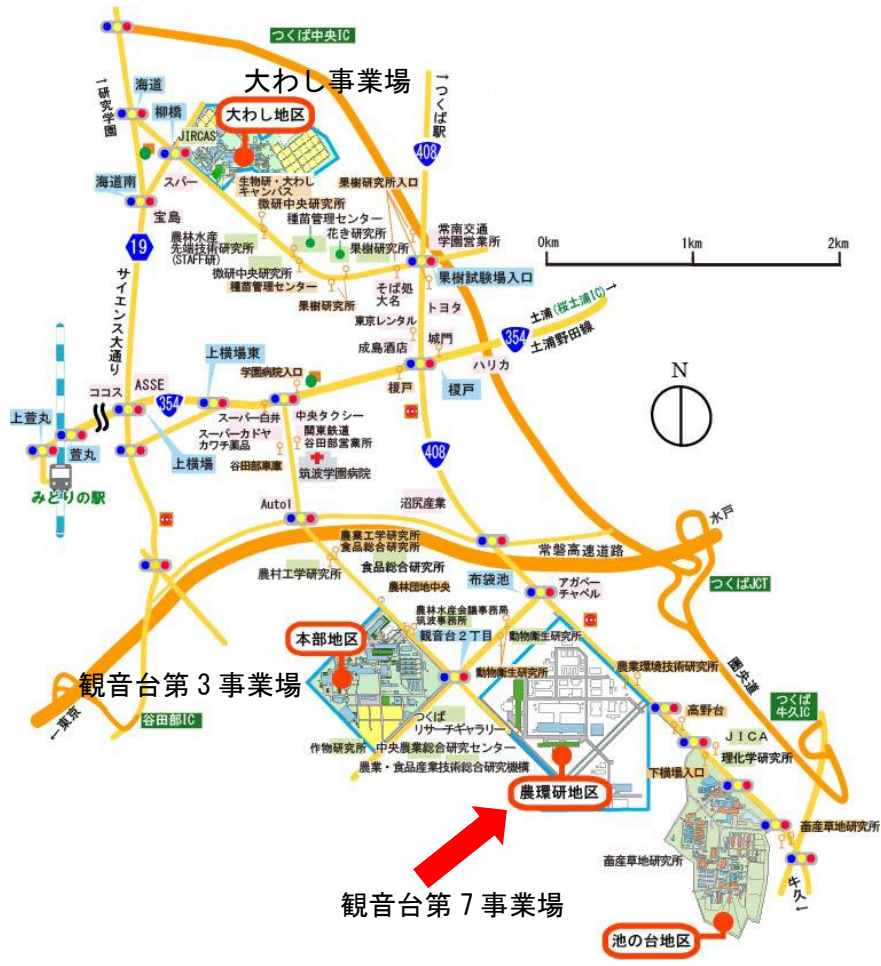 つくば中央IC
大わし事業場
海道
↑研究学園
柳橋
大わし地区
↑つくば駅
JIRCAS
408
スパー
生物研・大わし
キャンパス
果樹研究所入口
海道南
微研中央研究所
種苗管理センター
宝島
花き研究所
常南交通
学園営業所
農林水産
先端技術研究所
(STAFF研)
果樹研究所
19
0km
1km
2km
微研中央研究所
種苗管理センター
そば処
大名
果樹試験場入口
果樹研究所
サイエンス大通り
トヨタ
土浦(桜土浦IC)→
東京レンタル
城門
354
土浦野田線
上横場東
成島酒店
学園病院入口
ハリカ
N
ASSE
榎戸
榎戸
ココス
354
上萱丸
スーパー白井
中央タクシー
スーパーカドヤ
カワチ薬品
関東鉄道
谷田部営業所
萱丸
上横場
408
谷田部車庫
筑波学園病院
みどりの駅
Auto1
沼尻産業
水戸
農業工学研究所
食品総合研究所
常磐高速道路
農村工学研究所
食品総合研究所
農林団地中央
布袋池
アガペー
チャペル
つくばJCT
農林水産会議事務局
筑波事務所
本部地区
観音台2丁目
動物衛生研究所
動物衛生研究所
農業環境技術研究所
圏央道
観音台第3事業場
つくば
牛久IC
←東京
谷田部IC
高野台
つくば
リサーチギャラリー
JICA
作物研究所
中央農業総合研究センター
理化学研究所
農業・食品産業技術総合研究機構
下横場入口
農環研地区
畜産草地研究所
畜産草地研究所
牛久↓
観音台第7事業場
池の台地区